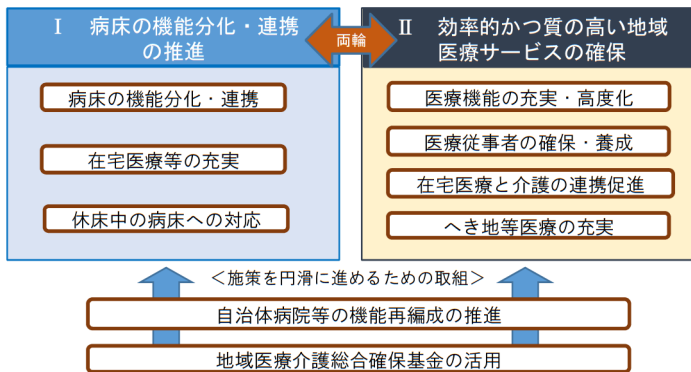 Ⅰ 病床の機能分化・連携
の推進
両輪
Ⅱ 効率的かつ質の高い地域
医療サービスの確保
病床の機能分化・連携
在宅医療等の充実
休床中の病床への対応
医療機能の充実・高度化
医療従事者の確保・養成
在宅医療と介護の連携促進
へき地等医療の充実
＜施策を円滑に進めるための取組＞
自治体病院等の機能再編成の推進
地域医療介護総合確保基金の活用